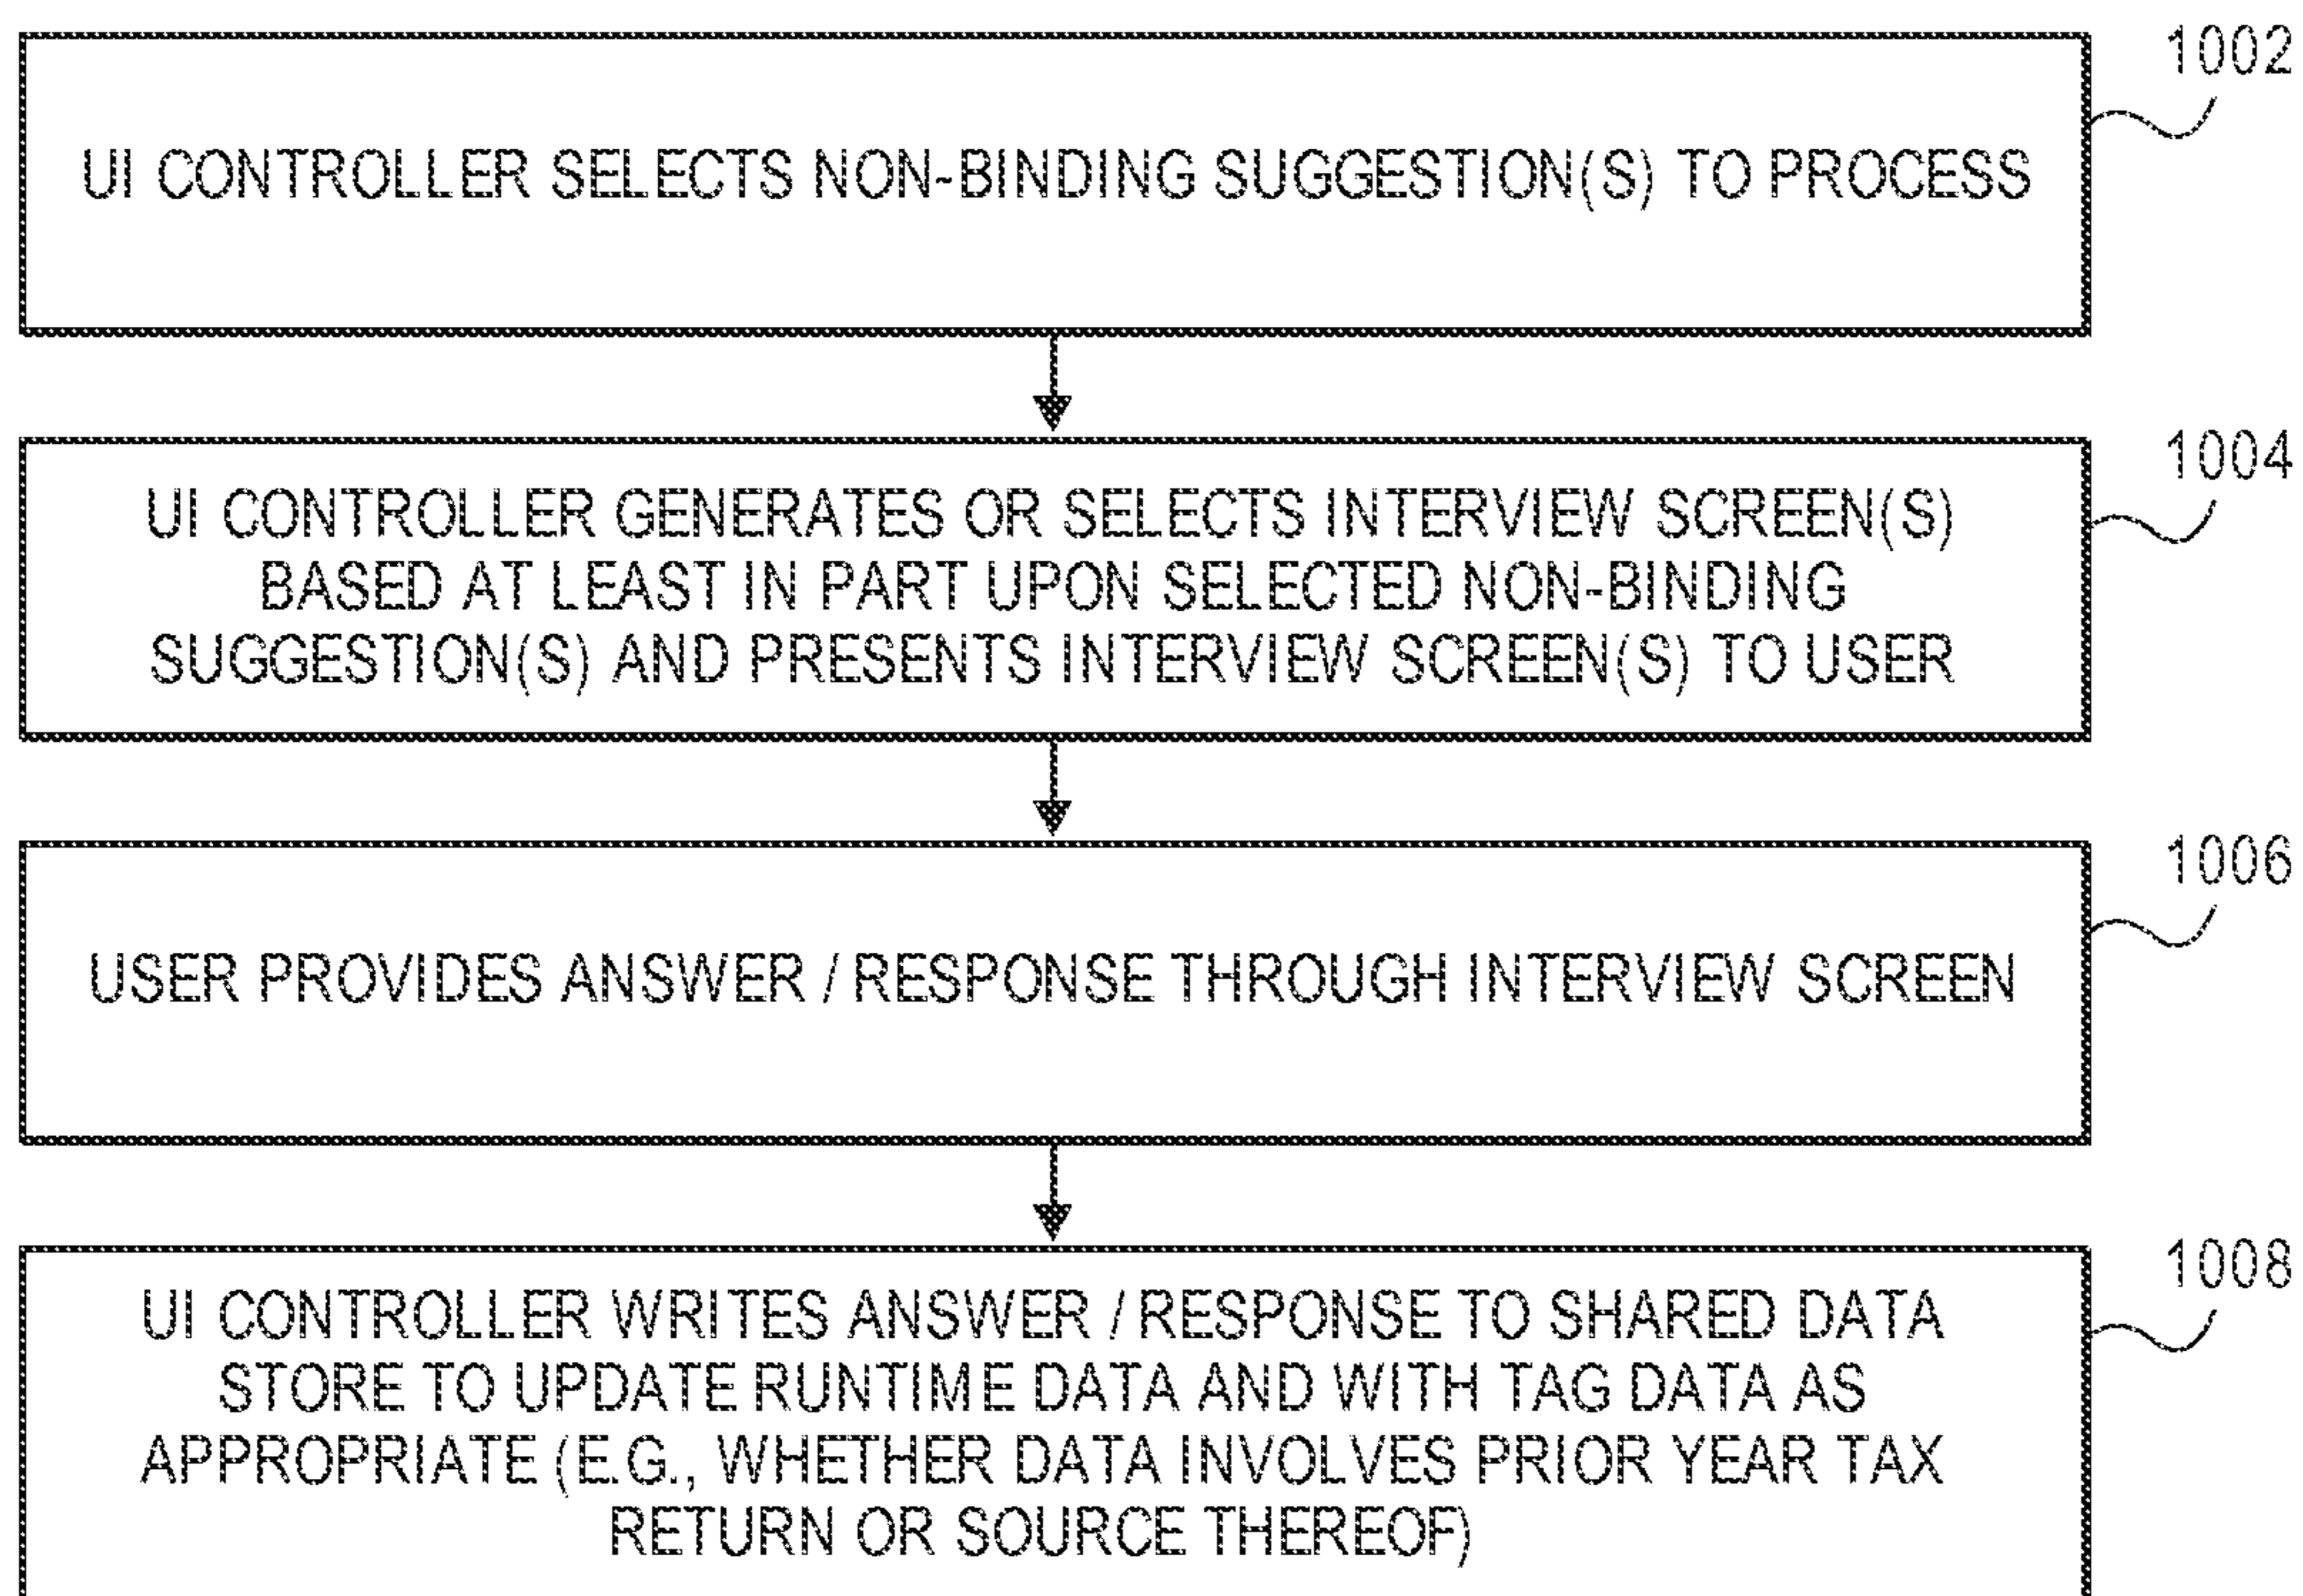 1002
UI CONTROLLER SELECTS NON-BINDING SUGGESTION(S) TO PROCESS
1004
UI CONTROLLER GENERATES OR SELECTS INTERVIEW SCREEN(S)
BASED AT LEAST IN PART UPON SELECTED NON-BINDING
SUGGESTION(S) AND PRESENTS INTERVIEW SCREEN(S) TO USER
1006
USER PROVIDES ANSWER / RESPONSE THROUGH INTERVIEW SCREEN
1008
UI CONTROLLER WRITES ANSWER / RESPONSE TO SHARED DATA
STORE TO UPDATE RUNTIME DATA AND WITH TAG DATA AS
APPROPRIATE (E.G., WHETHER DATA INVOLVES PRIOR YEAR TAX
RETURN OR SOURCE THEREOF)